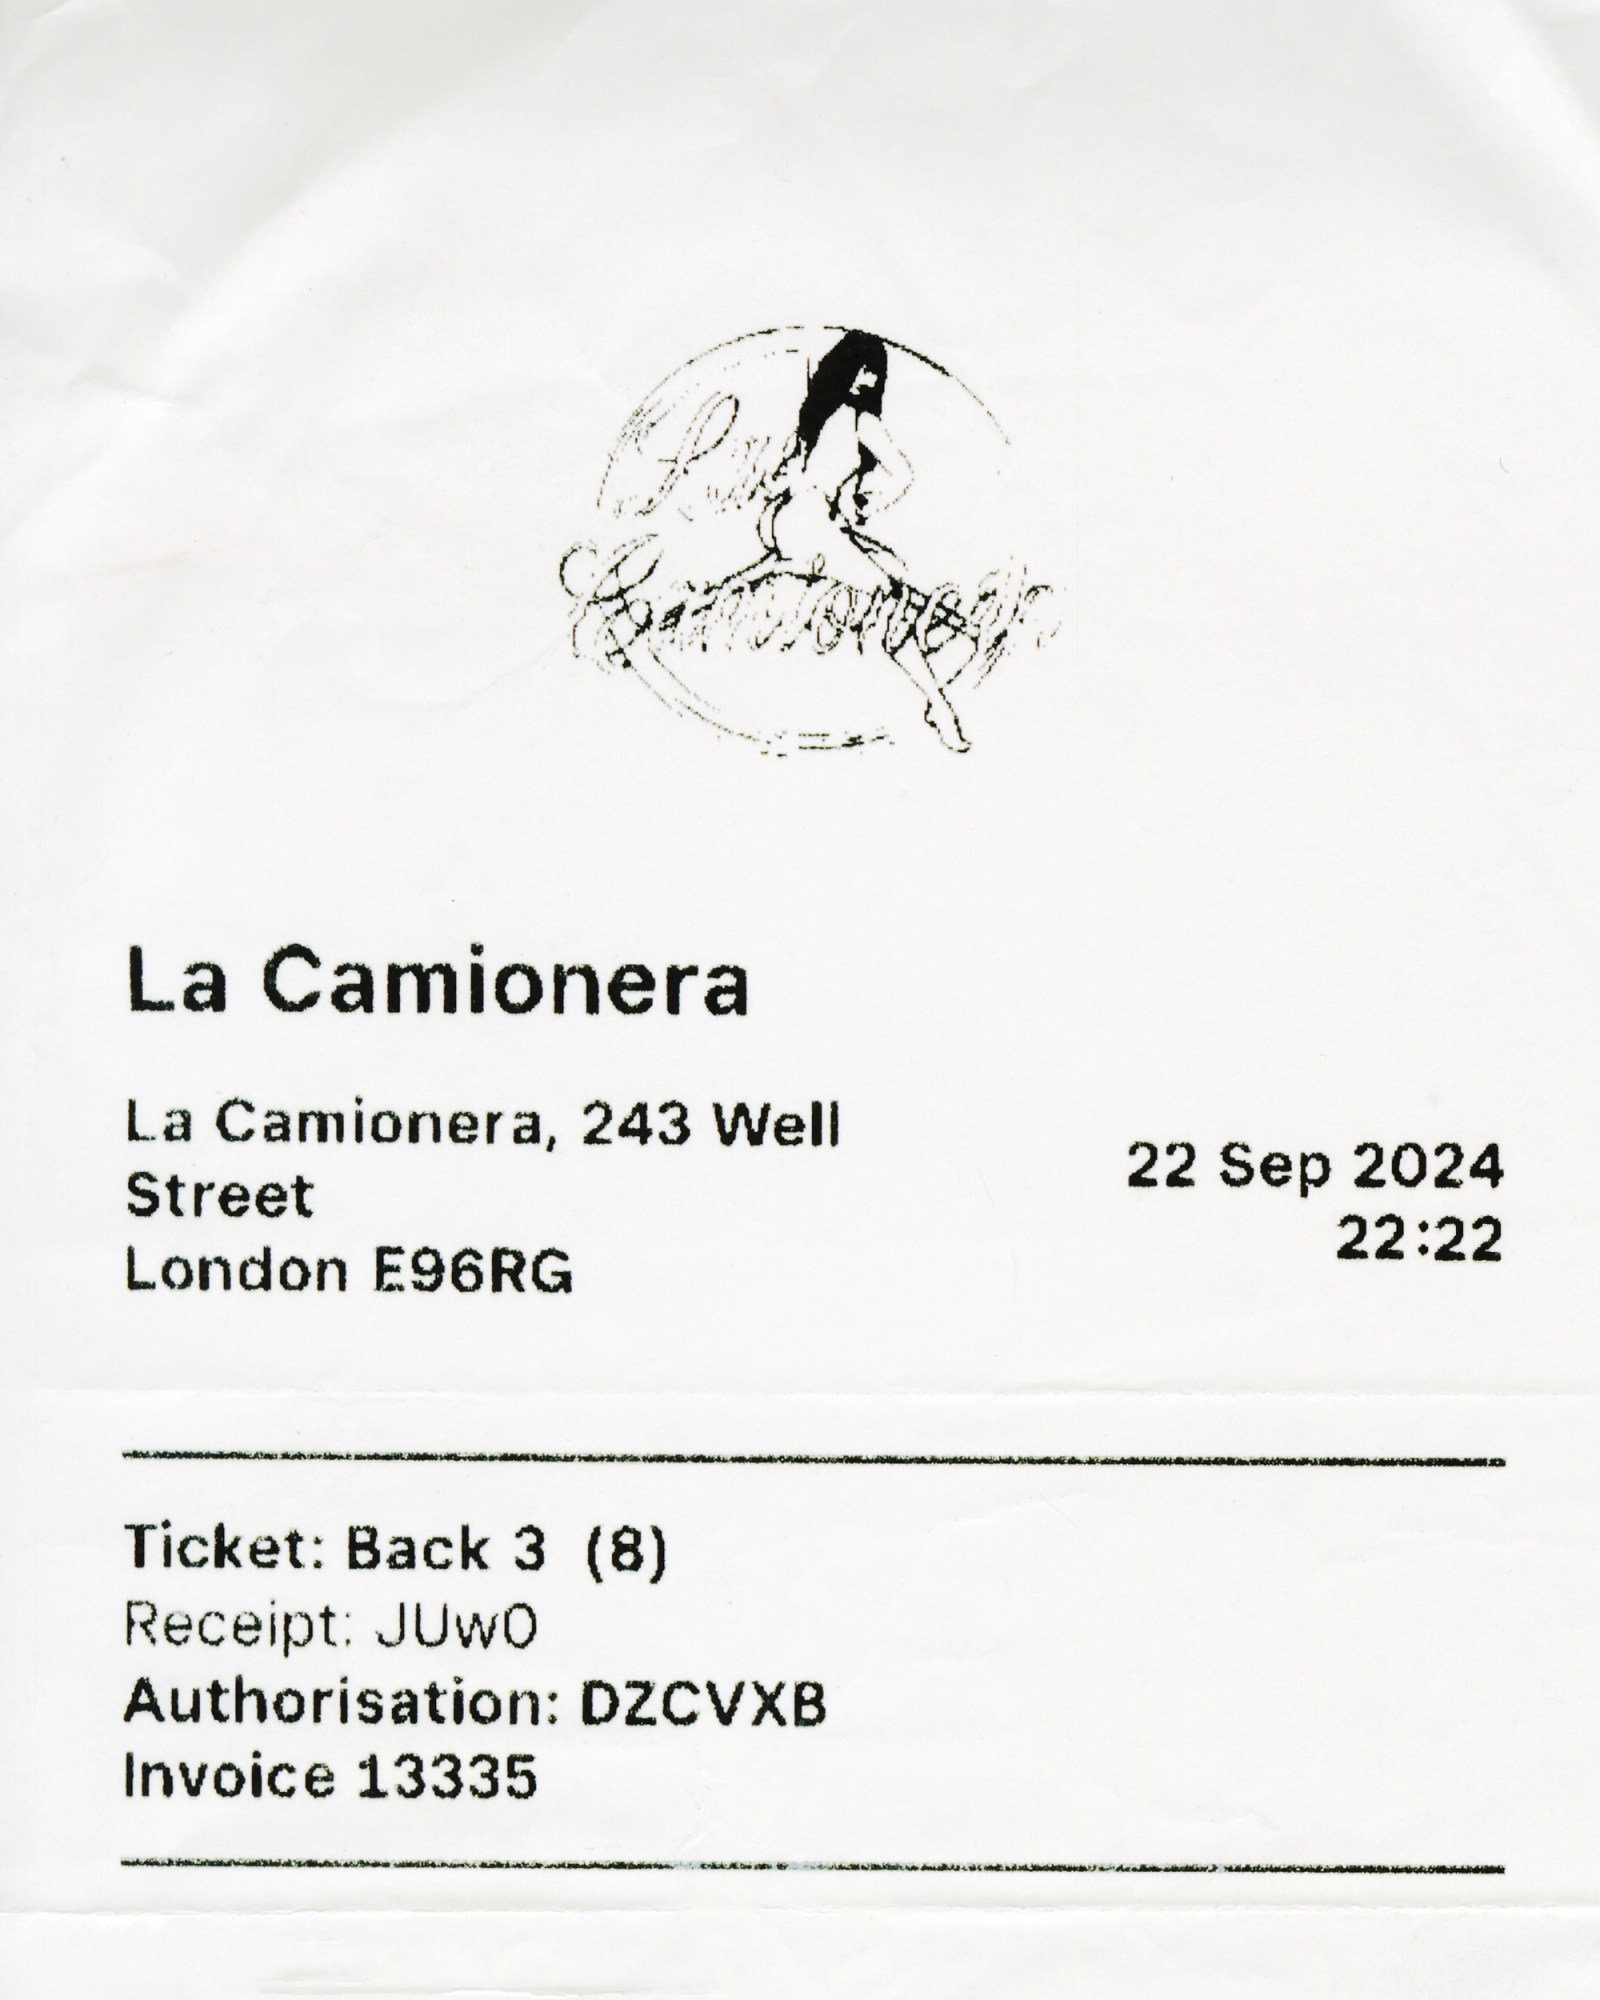 La Camionera
La Camionera, 243 Well
Street
London E96RG
22 Sep 2024
22:22
Ticket: Back 3 (8)
Receipt: JUwO
Authorisation: DZCVXB
Invoice 13335